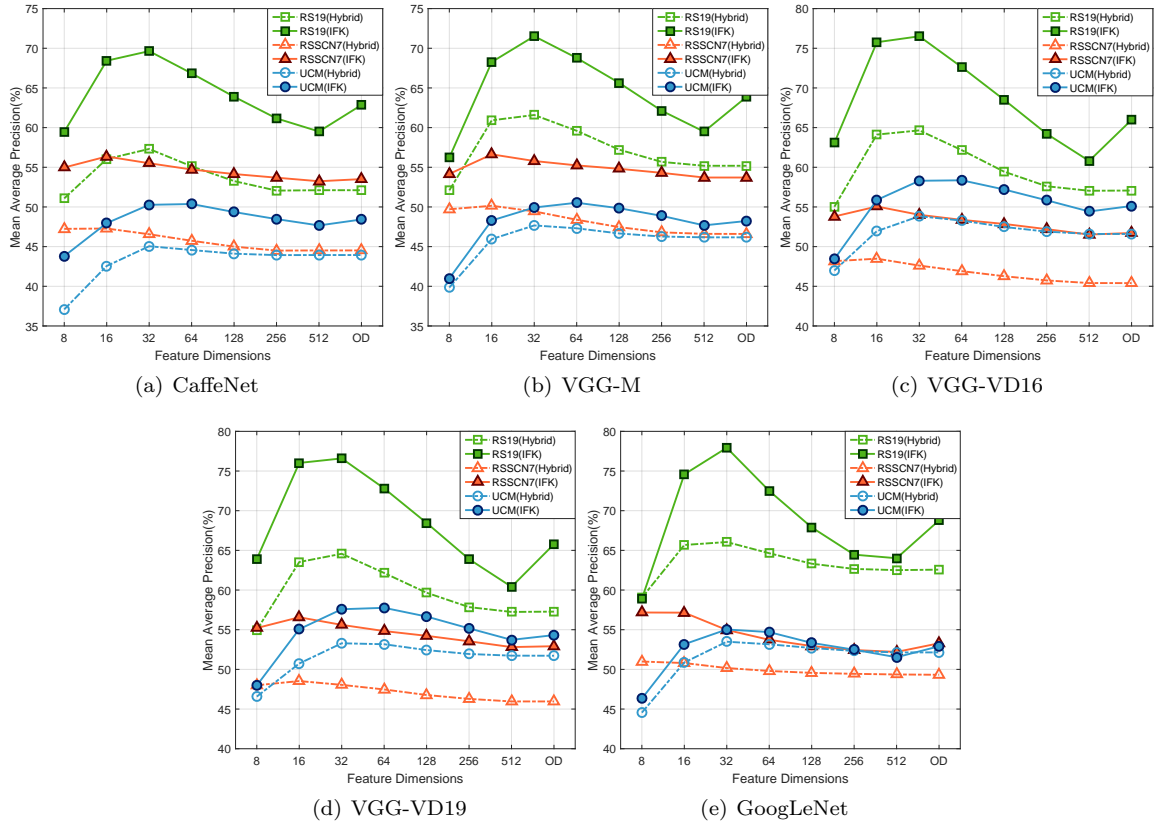 75
70
65
60
55
50
45
40
35
Mean Average Precision(%)
8 16 32 64 128 256 512 OD
Feature Dimensions
RS19(Hybrid)
RS19(IFK)
RSSCN7(Hybrid)
RSSCN7(IFK)
UCM(Hybrid)
UCM(IFK)
(a) CaffeNet
75
70
65
60
55
50
45
40
35
Mean Average Precision(%)
8 16 32 64 128 256 512 OD
Feature Dimensions
RS19(Hybrid)
RS19(IFK)
RSSCN7(Hybrid)
RSSCN7(IFK)
UCM(Hybrid)
UCM(IFK)
(b) VGG-M
80
75
70
65
60
55
50
45
40
Mean Average Precision(%)
8 16 32 64 128 256 512 OD
Feature Dimensions
RS19(Hybrid)
RS19(IFK)
RSSCN7(Hybrid)
RSSCN7(IFK)
UCM(Hybrid)
UCM(IFK)
(c) VGG-VD16
80
75
70
65
60
55
50
45
40
Mean Average Precision(%)
8 16 32 64 128 256 512 OD
Feature Dimensions
RS19(Hybrid)
RS19(IFK)
RSSCN7(Hybrid)
RSSCN7(IFK)
UCM(Hybrid)
UCM(IFK)
(d) VGG-VD19
80
75
70
65
60
55
50
45
40
Mean Average Precision(%)
8 16 32 64 128 256 512 OD
Feature Dimensions
RS19(Hybrid)
RS19(IFK)
RSSCN7(Hybrid)
RSSCN7(IFK)
UCM(Hybrid)
UCM(IFK)
(e) GoogLeNet